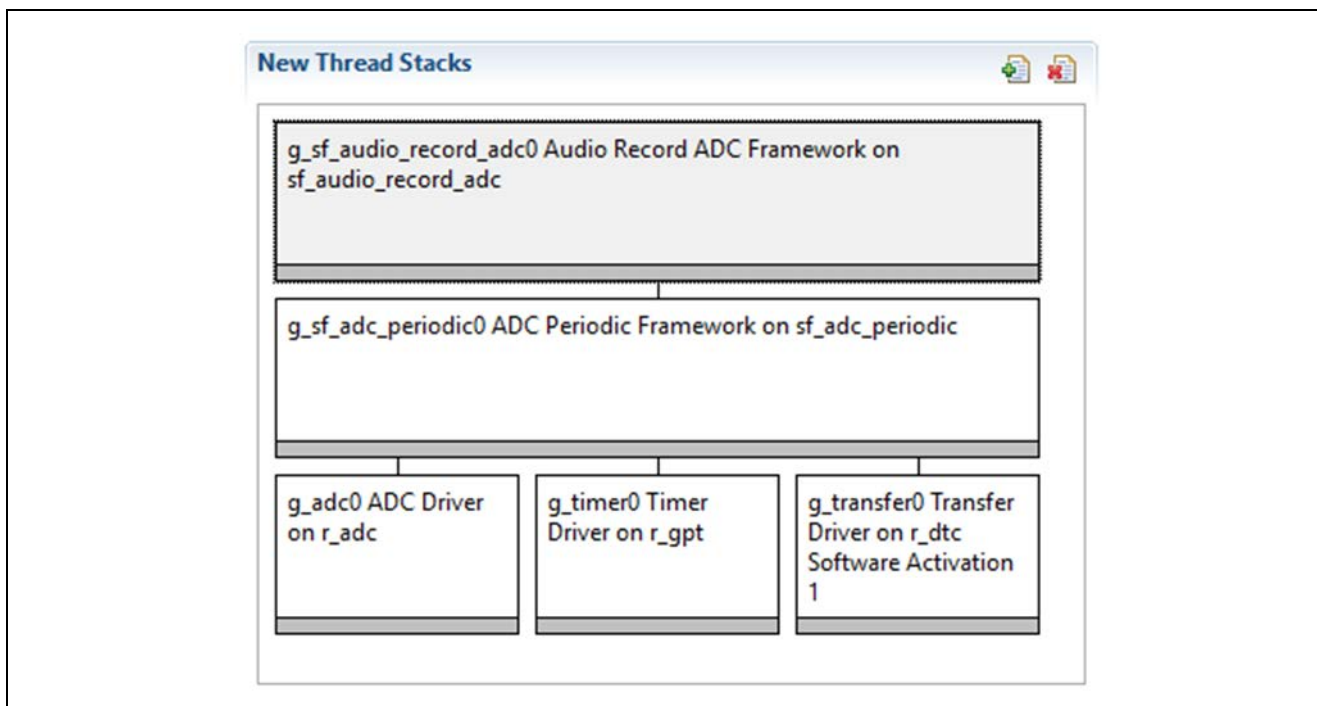 New Thread Stacks
g_sf_audio_record_adc0 Audio Record ADC Framework on
sf_audio_record_adc
g_sf_adc_periodic0 ADC Periodic Framework on sf_adc_periodic
g_adc0 ADC Driver
on r_adc
g_timer0 Timer
Driver on r_gpt
g_transfer0 Transfer
Driver on r_dtc
Software Activation
1